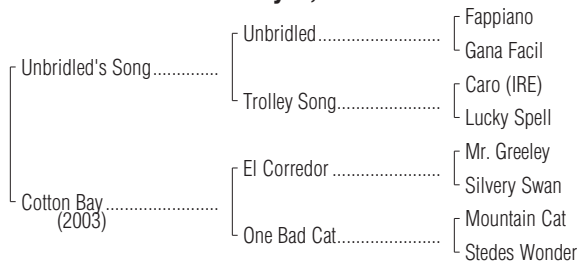 Fappiano
Unbridled
Gana Facil
Unbridled's Song
Caro (IRE)
Trolley Song
Lucky Spell
Mr. Greeley
El Corredor
Silvery Swan
Cotton Bay
(2003)
Mountain Cat
One Bad Cat
Stedes Wonder